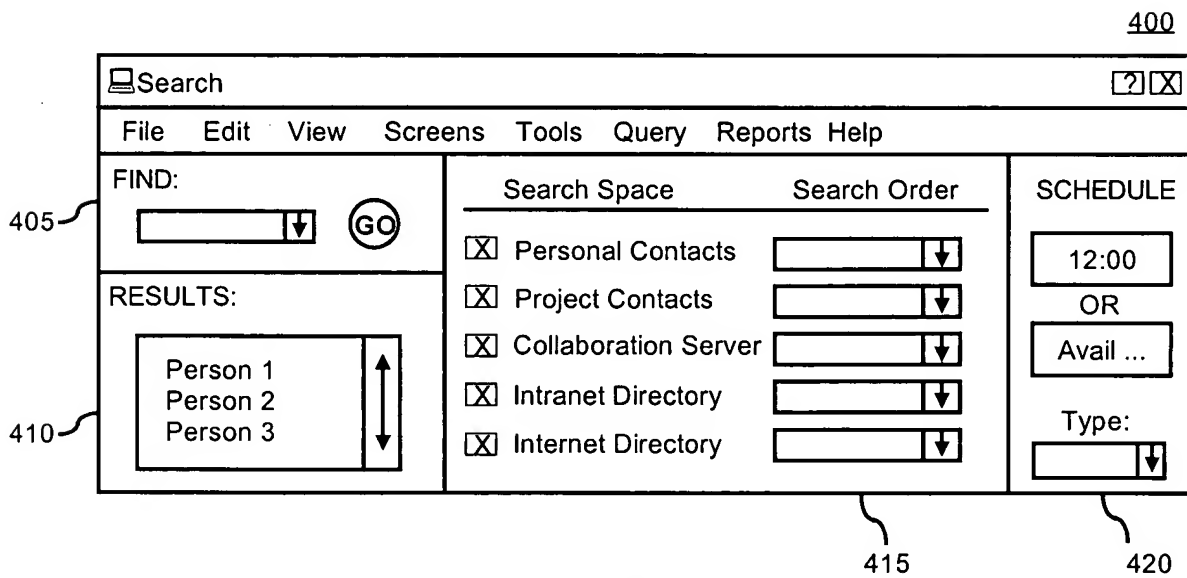 400
Search ? X
File Edit View Screens Tools Query Reports Help
FIND:
GO
405
RESULTS:
Person 1
Person 2
Person 3
410
Search Space Search Order
X Personal Contacts
X Project Contacts
X Collaboration Server
X Intranet Directory
X Internet Directory
415
SCHEDULE
12:00
OR
Avail ...
Type:
420